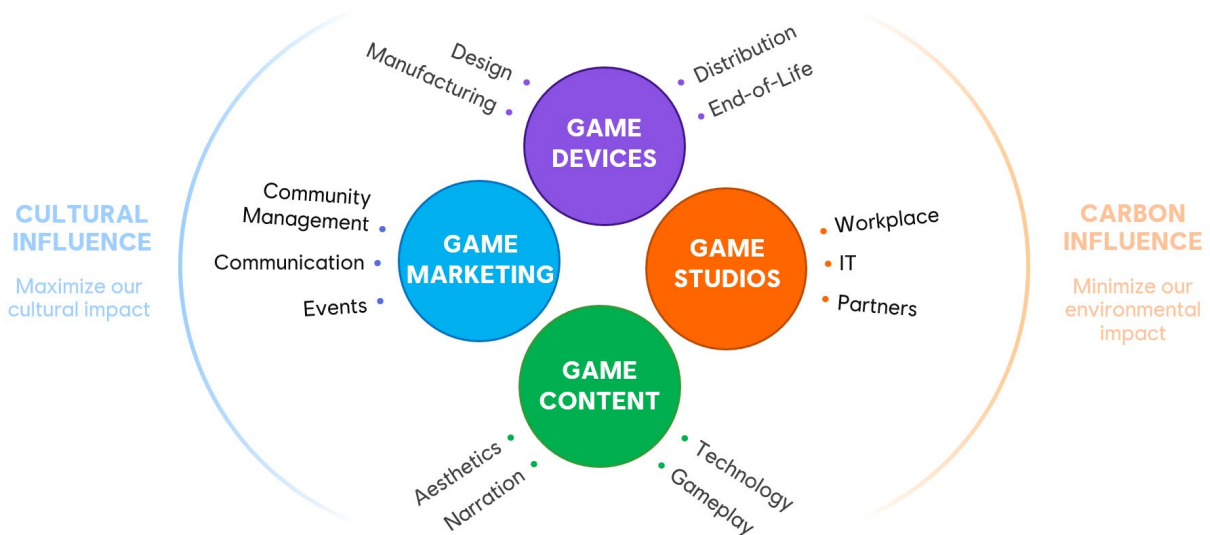 Design
Manufacturing
Distribution
End-of-Life
GAME
DEVICES
CULTURAL
INFLUENCE
Maximize our
cultural impact
Community
Management
Communication
Events
GAME
MARKETING
GAME
STUDIOS
Workplace
IT
Partners
CARBON
INFLUENCE
Minimize our
environmental
impact
GAME
CONTENT
Aesthetics
Narration
Technology
Gameplay